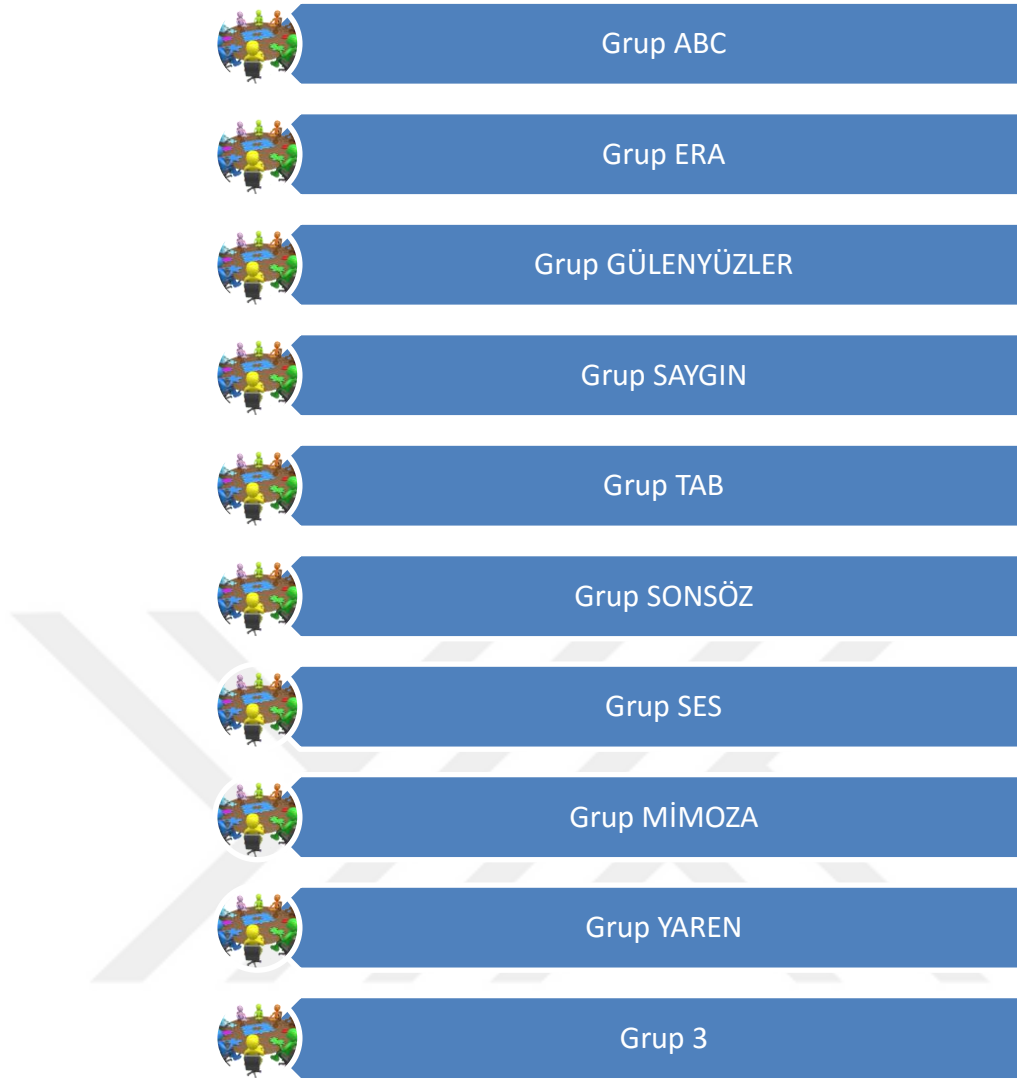 Grup ABC
Grup ERA
Grup GÜLENYÜZLER
Grup SAYGIN
Grup TAB
Grup SONSÖZ
Grup SES
Grup MİMOZA
Grup YAREN
Grup 3